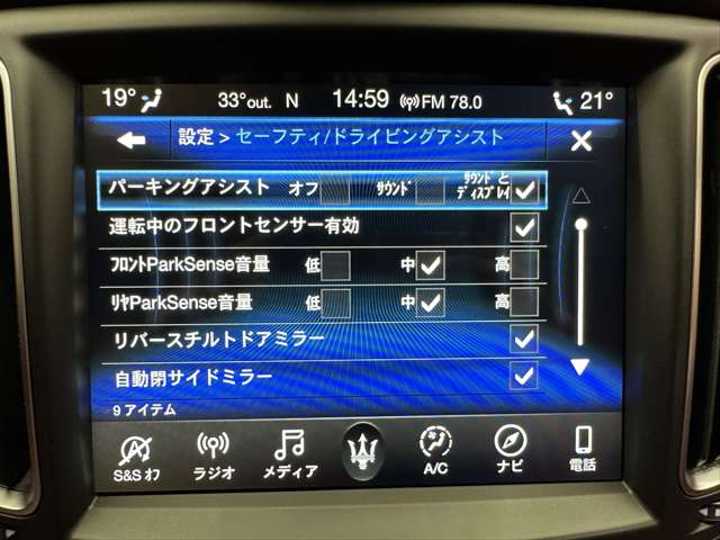 19° 33°out. N 14:59 FM 78.0 21°
設定 > セーフティ/ドライビングアシスト
パーキングアシスト オフ ｻｳﾝﾄﾞ ｻｳﾝﾄﾞと
ﾃﾞｨｽﾌﾟﾚｲ
運転中のフロントセンサー有効
ﾌﾛﾝﾄParkSense音量 低 中 高
ﾘﾔParkSense音量 低 中 高
リバースチルトドアミラー
自動閉サイドミラー
9 アイテム
S&S ｵﾌ ラジオ メディア A/C ナビ 電話